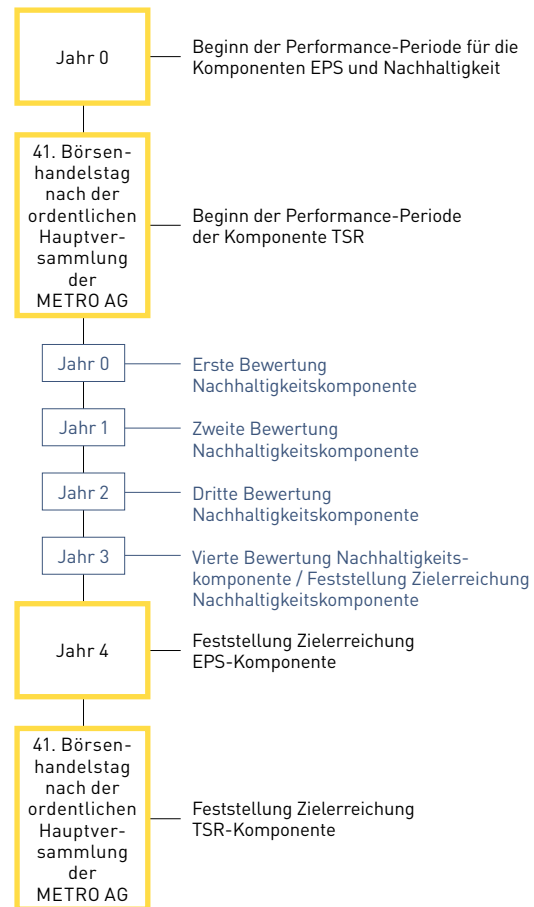 Jahr 0
Beginn der Performance-Periode für die
Komponenten EPS und Nachhaltigkeit
41. Börsen-
handelstag
nach der
ordentlichen
Hauptver-
sammlung
der
METRO AG
Beginn der Performance-Periode
der Komponente TSR
Jahr 0
Erste Bewertung
Nachhaltigkeitskomponente
Jahr 1
Zweite Bewertung
Nachhaltigkeitskomponente
Jahr 2
Dritte Bewertung
Nachhaltigkeitskomponente
Jahr 3
Vierte Bewertung Nachhaltigkeits-
komponente / Feststellung Zielerreichung
Nachhaltigkeitskomponente
Jahr 4
Feststellung Zielerreichung
EPS-Komponente
41. Börsen-
handelstag
nach der
ordentlichen
Hauptver-
sammlung
der
METRO AG
Feststellung Zielerreichung
TSR-Komponente